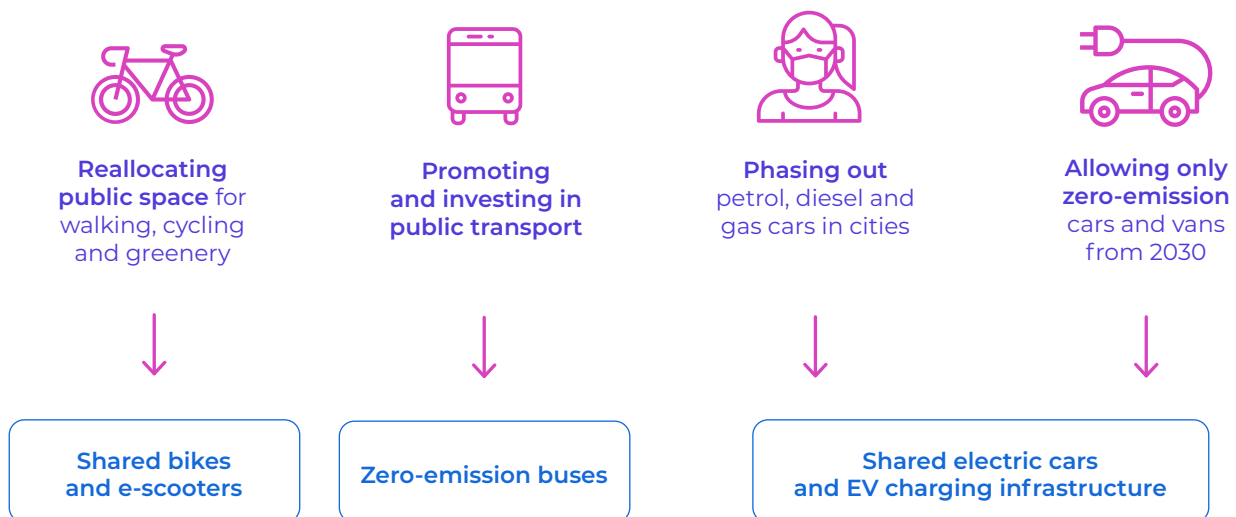 Reallocating
public space for
walking, cycling
and greenery
Promoting
and investing in
public transport
Phasing out
petrol, diesel and
gas cars in cities
Allowing only
zero-emission
cars and vans
from 2030
Shared bikes
and e-scooters
Zero-emission buses
Shared electric cars
and EV charging infrastructure